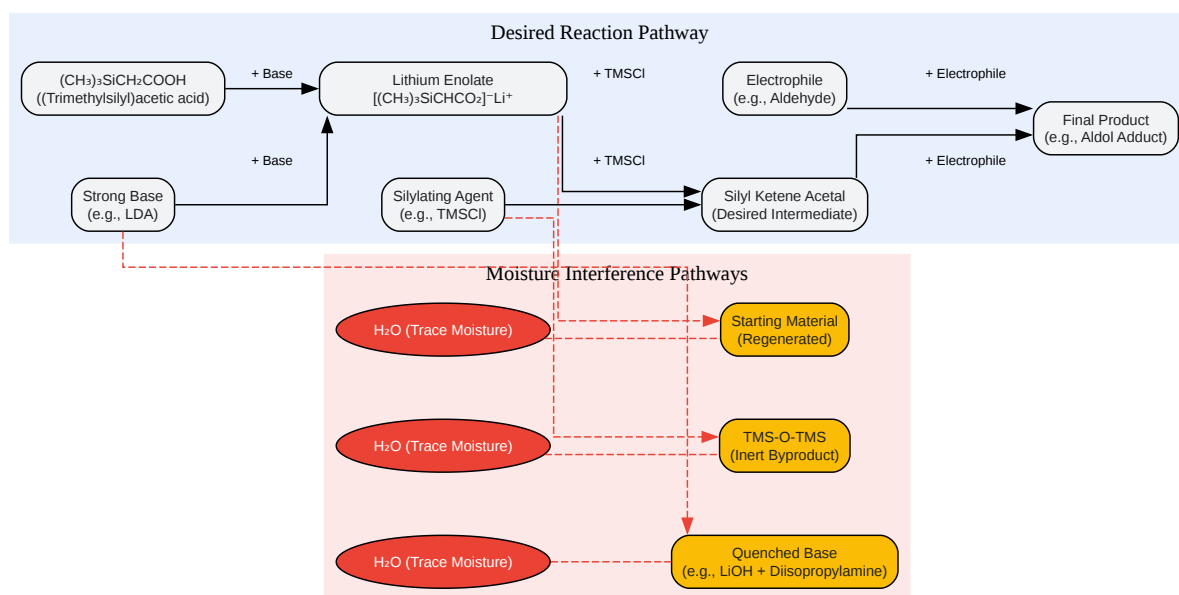 Desired Reaction Pathway
(CH₃)₃SiCH₂COOH
((Trimethylsilyl)acetic acid)
+ Base
Lithium Enolate
[(CH₃)₃SiCHCO₂]⁻Li⁺
+ TMSCl
Electrophile
(e.g., Aldehyde)
+ Electrophile
Final Product
(e.g., Aldol Adduct)
Strong Base
(e.g., LDA)
+ Base
Silylating Agent
(e.g., TMSCl)
+ TMSCl
Silyl Ketene Acetal
(Desired Intermediate)
+ Electrophile
Moisture Interference Pathways
H₂O (Trace Moisture)
Starting Material
(Regenerated)
H₂O (Trace Moisture)
TMS-O-TMS
(Inert Byproduct)
H₂O (Trace Moisture)
Quenched Base
(e.g., LiOH + Diisopropylamine)